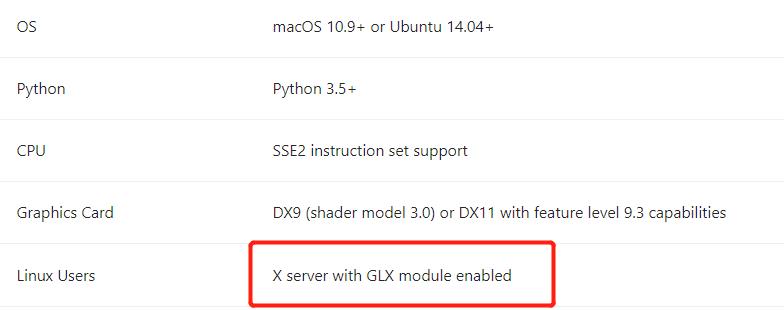 OS macOS 10.9+ or Ubuntu 14.04+
Python Python 3.5+
CPU SSE2 instruction set support
Graphics Card DX9 (shader model 3.0) or DX11 with feature level 9.3 capabilities
Linux Users X server with GLX module enabled